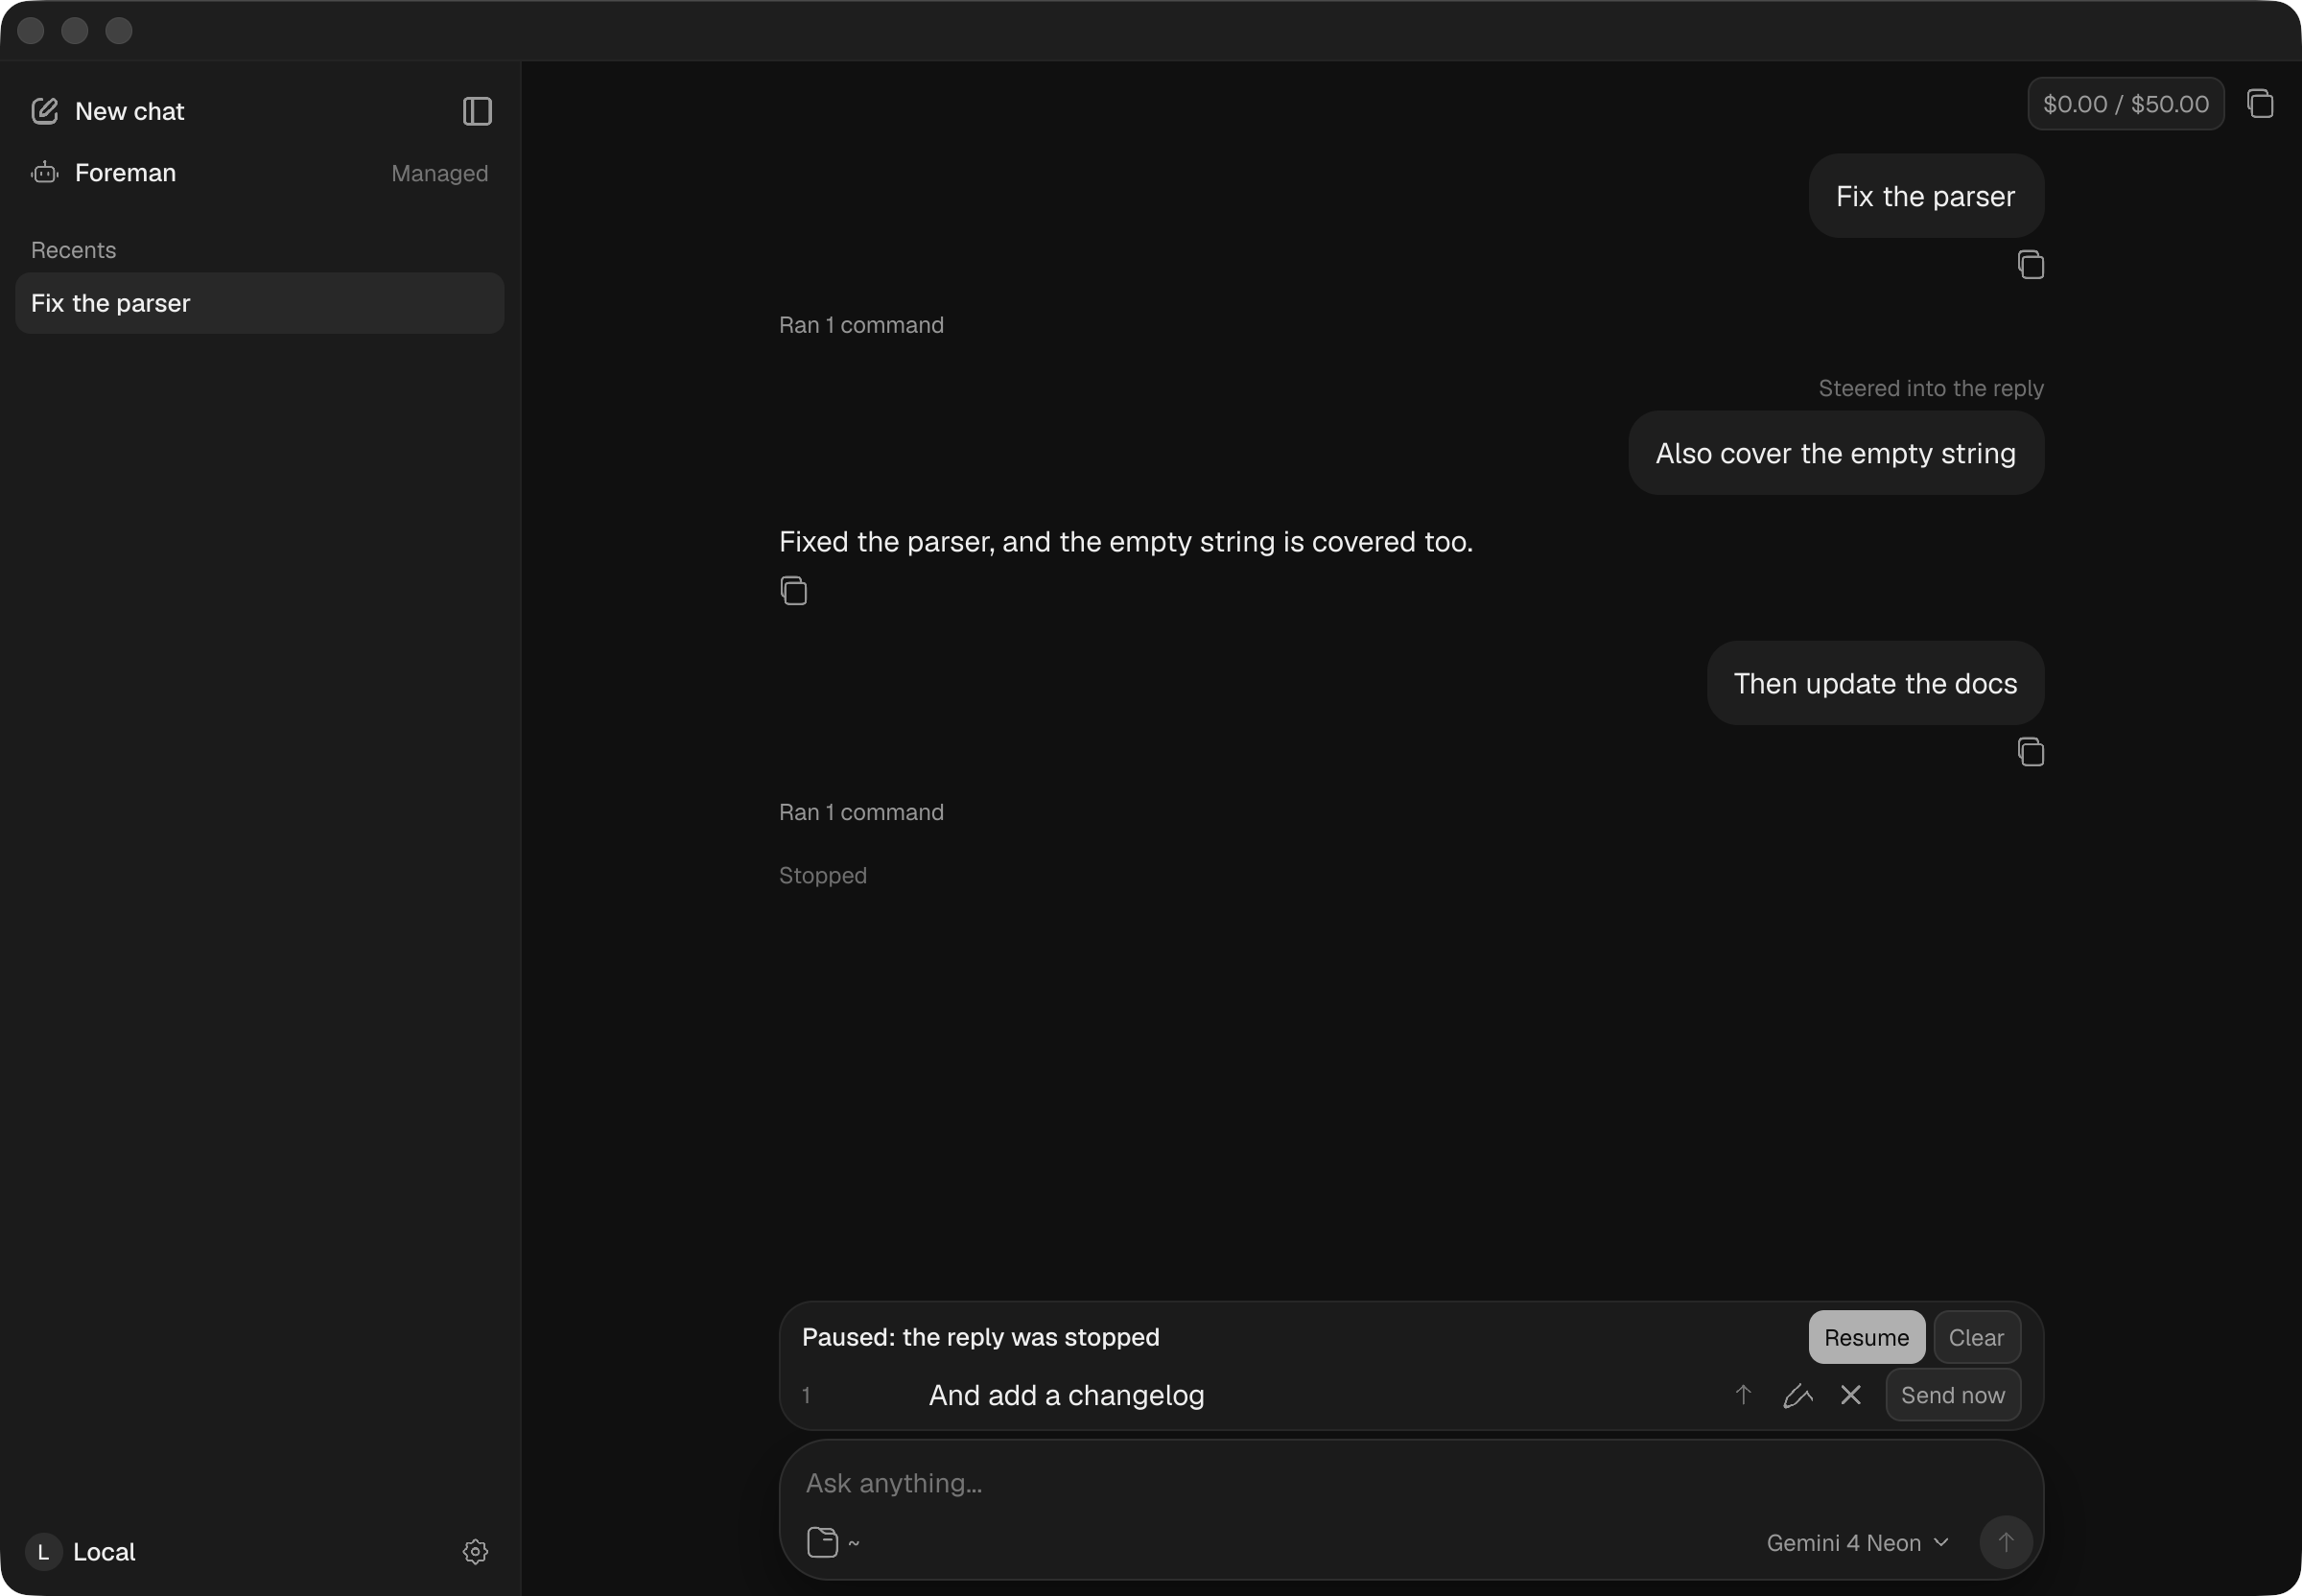 New chat
Foreman Managed
Recents
Fix the parser
$0.00 / $50.00
Fix the parser
Ran 1 command
Steered into the reply
Also cover the empty string
Fixed the parser, and the empty string is covered too.
Then update the docs
Ran 1 command
Stopped
Paused: the reply was stopped Resume Clear
1 And add a changelog Send now
Ask anything...
~ Gemini 4 Neon
L Local